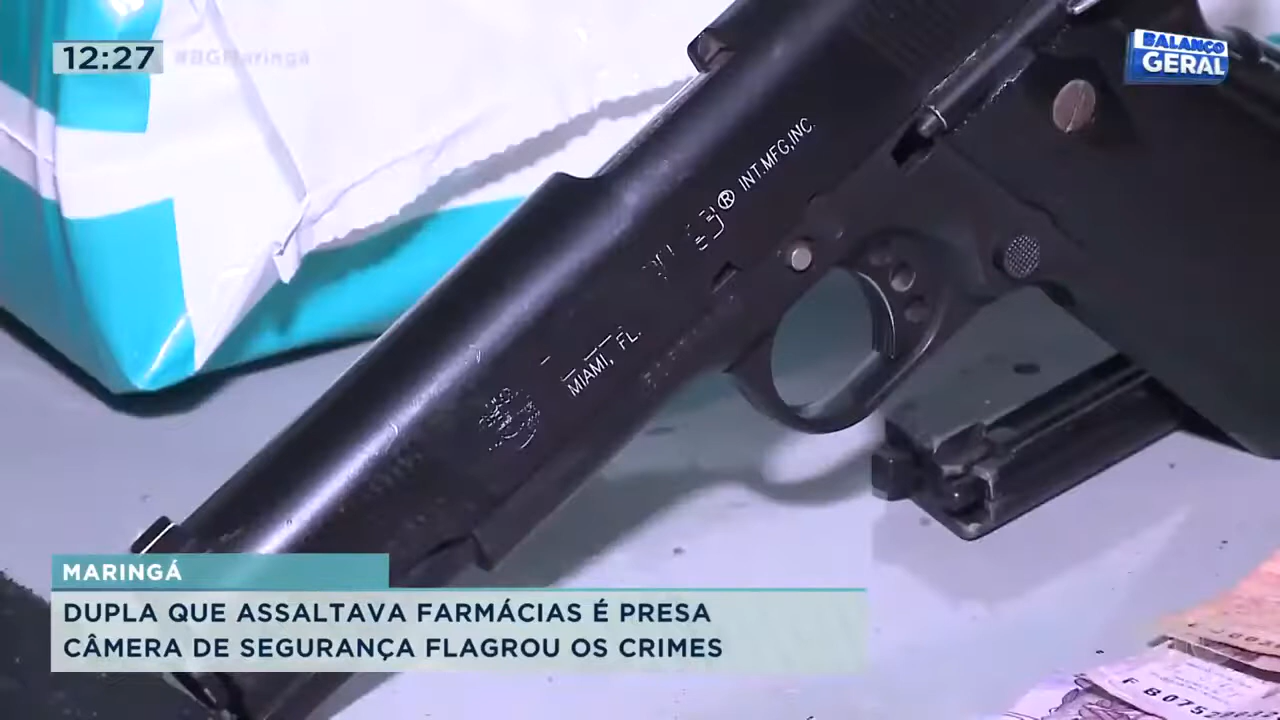 12:27
#BGMaringá
BALANÇO
GERAL
INT.MFG,INC.
MIAMI, FL.
MARINGÁ
DUPLA QUE ASSALTAVA FARMÁCIAS É PRESA
CÂMERA DE SEGURANÇA FLAGROU OS CRIMES